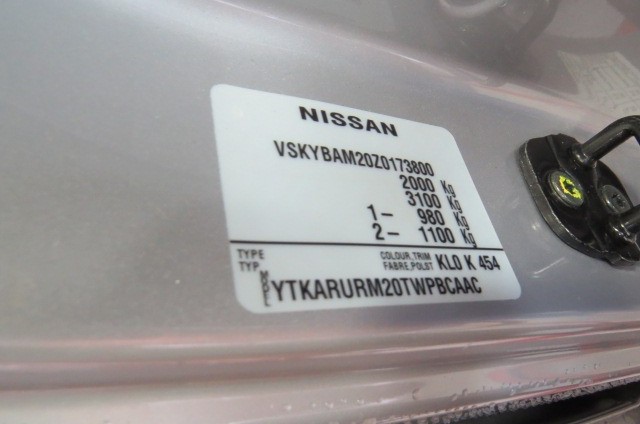 NISSAN
VSKYBAM20Z0173800
2000 Kg
3100 Kg
1– 980 Kg
2– 1100 Kg
TYPE
TYP
COLOUR,TRIM
FABRE,POLST KL0 K 454
MODEL YTKARURM20TWPBCAAC